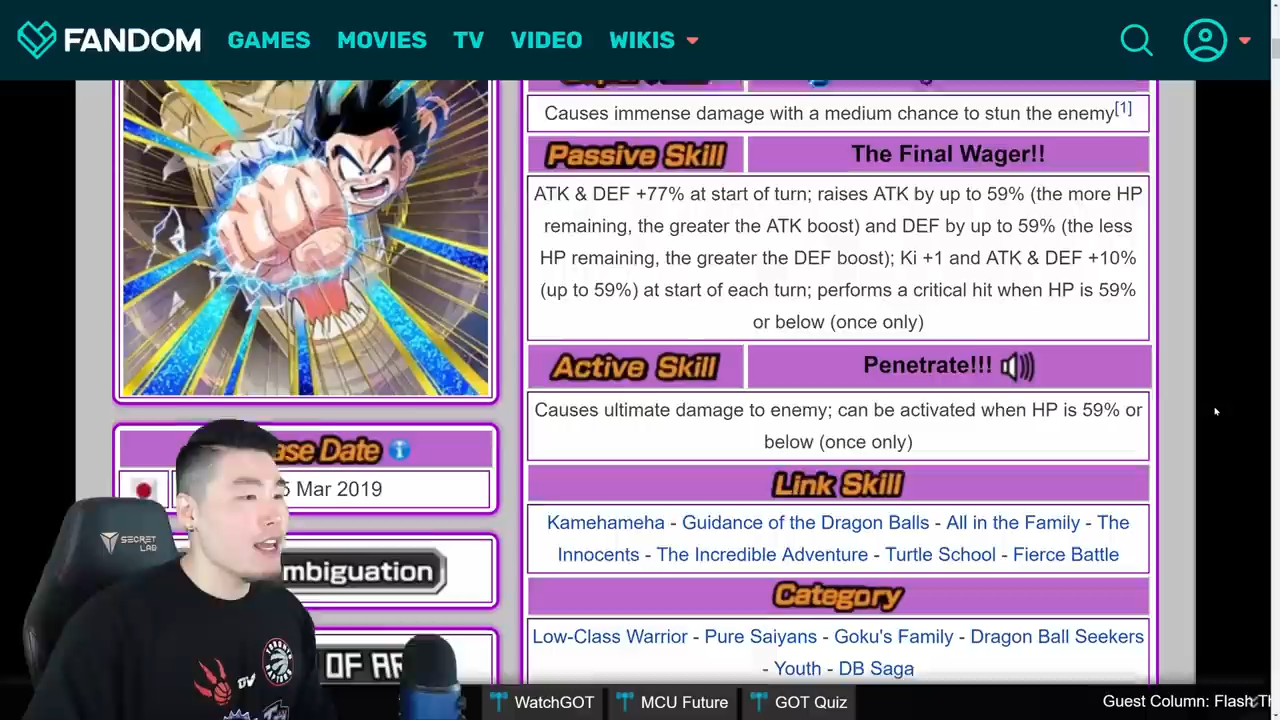 FANDOM GAMES MOVIES TV VIDEO WIKIS
Causes immense damage with a medium chance to stun the enemy[1]
Passive Skill The Final Wager!!
ATK & DEF +77% at start of turn; raises ATK by up to 59% (the more HP
remaining, the greater the ATK boost) and DEF by up to 59% (the less
HP remaining, the greater the DEF boost); Ki +1 and ATK & DEF +10%
(up to 59%) at start of each turn; performs a critical hit when HP is 59%
or below (once only)
Active Skill Penetrate!!!
Causes ultimate damage to enemy; can be activated when HP is 59% or
below (once only)
ase Date i
Mar 2019
Link Skill
Kamehameha - Guidance of the Dragon Balls - All in the Family - The
Innocents - The Incredible Adventure - Turtle School - Fierce Battle
mbiguation
Category
Low-Class Warrior - Pure Saiyans - Goku's Family - Dragon Ball Seekers
- Youth - DB Saga
OF
SECRET
LAB
WatchGOT MCU Future GOT Quiz Guest Column: Flash